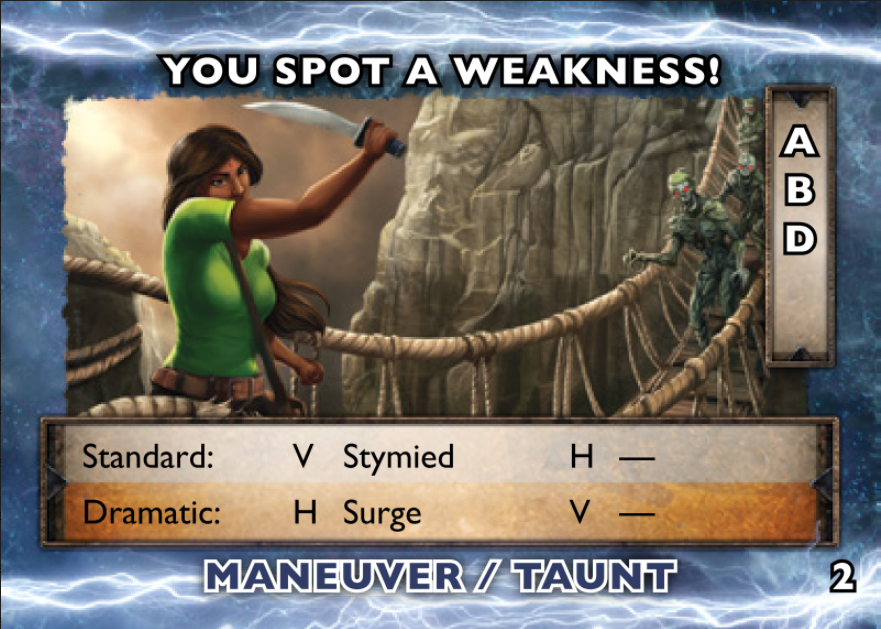 YOU SPOT A WEAKNESS!
A
B
D
Standard: V Stymied H —
Dramatic: H Surge V —
MANEUVER / TAUNT
2